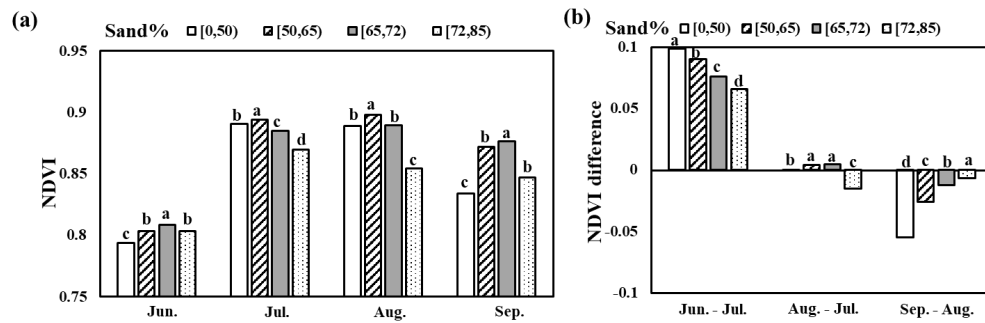 (a)
Sand% [0,50) [50,65) [65,72) [72,85)
0.95
0.9
0.85
0.8
0.75
NDVI
c b a b
b a c d
b a b c
c b a b
Jun. Jul. Aug. Sep.
(b)
Sand% [0,50) [50,65) [65,72) [72,85)
0.1
0.05
0
-0.05
-0.1
NDVI difference
a b c d
b a a c
d c b a
Jun. - Jul. Aug. - Jul. Sep. - Aug.